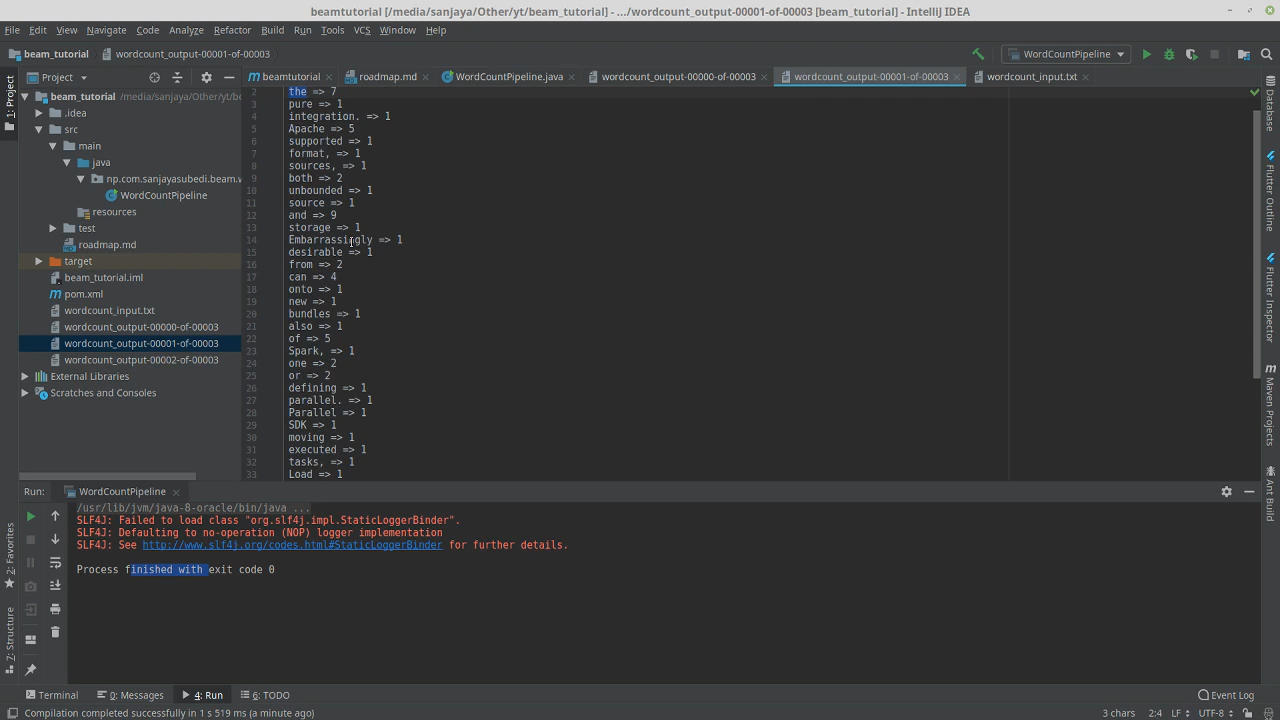 beamtutorial [/media/sanjaya/Other/yt/beam_tutorial] - .../wordcount_output-00001-of-00003 [beam_tutorial] - IntelliJ IDEA
File Edit View Navigate Code Analyze Refactor Build Run Tools VCS Window Help
beam_tutorial wordcount_output-00001-of-00003 WordCountPipeline
Project beamtutorial roadmap.md WordCountPipeline.java wordcount_output-00000-of-00003 wordcount_output-00001-of-00003 wordcount_input.txt
1: Project
beam_tutorial /media/sanjaya/Other/yt/
.idea
src
main
java
np.com.sanjayasubedi.beam.w
WordCountPipeline
resources
test
roadmap.md
target
beam_tutorial.iml
pom.xml
wordcount_input.txt
wordcount_output-00000-of-00003
wordcount_output-00001-of-00003
wordcount_output-00002-of-00003
External Libraries
Scratches and Consoles
2 the => 7
3 pure => 1
4 integration. => 1
5 Apache => 5
6 supported => 1
7 format, => 1
8 sources, => 1
9 both => 2
10 unbounded => 1
11 source => 1
12 and => 9
13 storage => 1
14 Embarrassingly => 1
15 desirable => 1
16 from => 2
17 can => 4
18 onto => 1
19 new => 1
20 bundles => 1
21 also => 1
22 of => 5
23 Spark, => 1
24 one => 2
25 or => 2
26 defining => 1
27 parallel. => 1
28 Parallel => 1
29 SDK => 1
30 moving => 1
31 executed => 1
32 tasks, => 1
33 Load => 1
Database
Flutter Outline
Flutter Inspector
Maven Projects
Ant Build
Run: WordCountPipeline
/usr/lib/jvm/java-8-oracle/bin/java ...
SLF4J: Failed to load class "org.slf4j.impl.StaticLoggerBinder".
SLF4J: Defaulting to no-operation (NOP) logger implementation
SLF4J: See http://www.slf4j.org/codes.html#StaticLoggerBinder for further details.
Process finished with exit code 0
2: Favorites
7: Structure
Terminal 0: Messages 4: Run 6: TODO Event Log
Compilation completed successfully in 1 s 519 ms (a minute ago) 3 chars 2:4 LF UTF-8